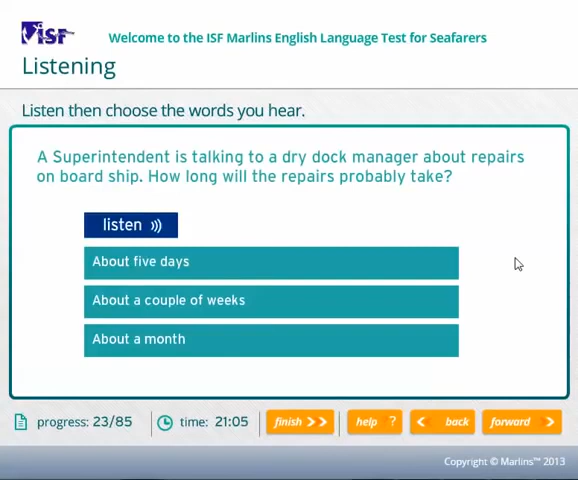 ISF
Welcome to the ISF Marlins English Language Test for Seafarers
Listening
Listen then choose the words you hear.
A Superintendent is talking to a dry dock manager about repairs
on board ship. How long will the repairs probably take?
listen
About five days
About a couple of weeks
About a month
progress: 23/85 time: 21:05 finish >> help ? < back forward >
Copyright © Marlins™ 2013